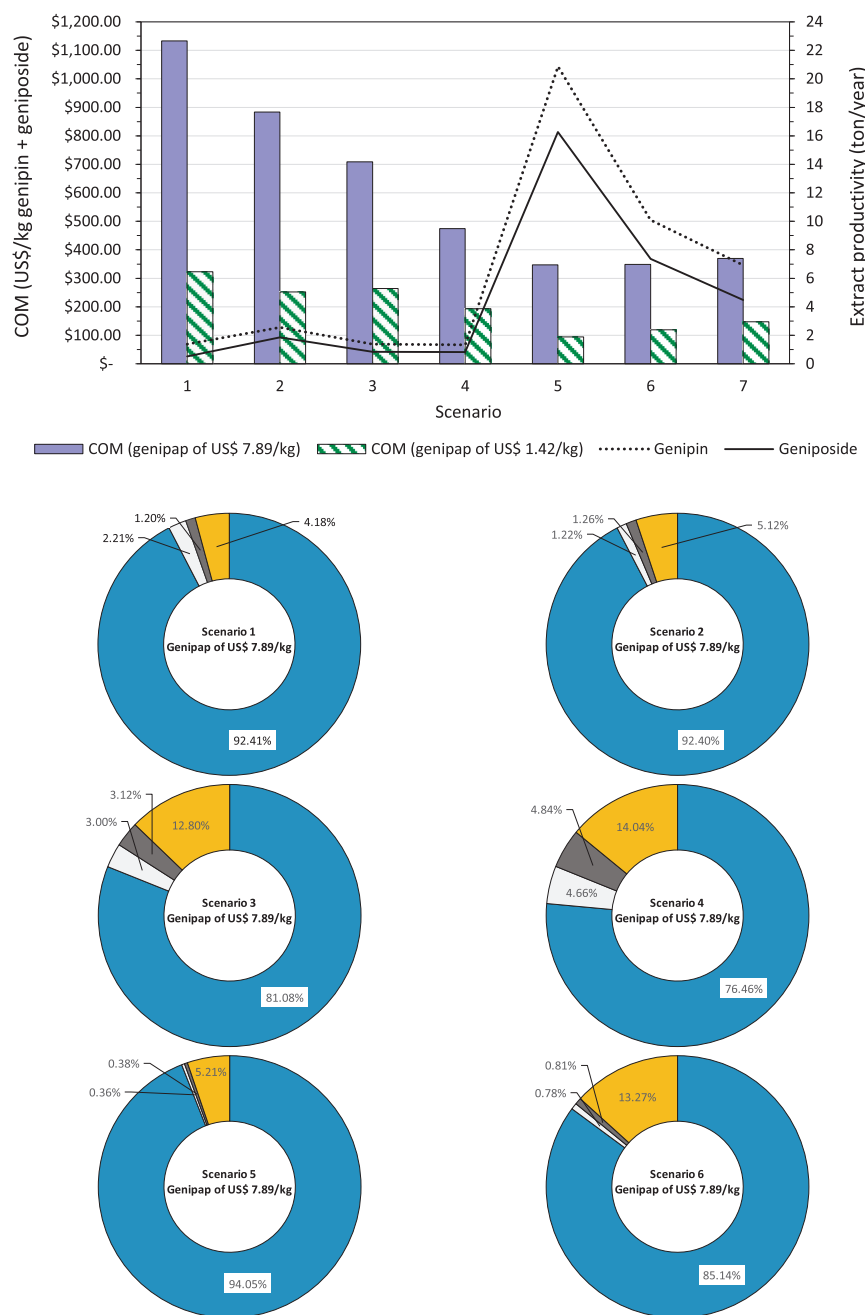 $1,200.00
$1,100.00
$1,000.00
$900.00
$800.00
$700.00
$600.00
$500.00
$400.00
$300.00
$200.00
$100.00
$-
COM (US$/kg genipin + geniposide)
24
22
20
18
16
14
12
10
8
6
4
2
0
Extract productivity (ton/year)
1 2 3 4 5 6 7
Scenario
COM (genipap of US$ 7.89/kg) COM (genipap of US$ 1.42/kg) Genipin Geniposide
1.20%
4.18%
2.21%
Scenario 1
Genipap of US$ 7.89/kg
92.41%
1.26%
5.12%
1.22%
Scenario 2
Genipap of US$ 7.89/kg
92.40%
3.12%
12.80%
3.00%
Scenario 3
Genipap of US$ 7.89/kg
81.08%
4.84%
14.04%
4.66%
Scenario 4
Genipap of US$ 7.89/kg
76.46%
0.38%
5.21%
0.36%
Scenario 5
Genipap of US$ 7.89/kg
94.05%
0.81%
13.27%
0.78%
Scenario 6
Genipap of US$ 7.89/kg
85.14%